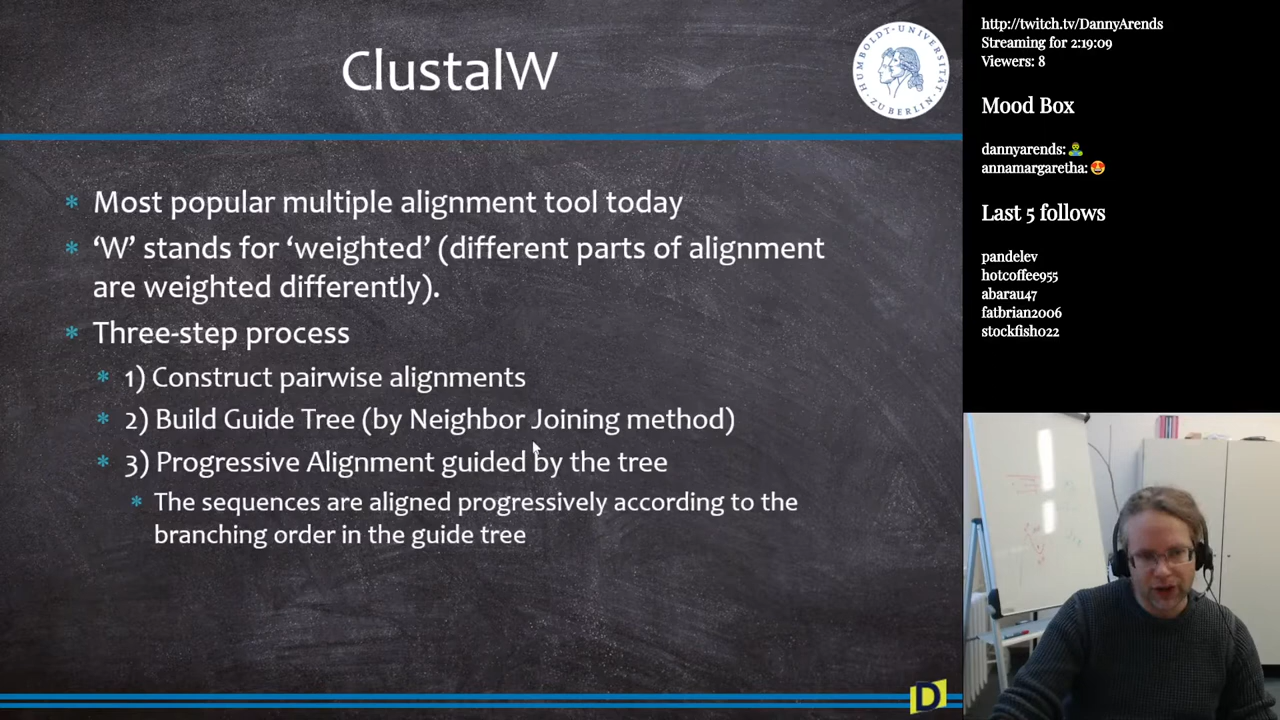 ClustalW
HUMBOLDT-UNIVERSITÄT ZU BERLIN
* Most popular multiple alignment tool today
* ‘W’ stands for ‘weighted’ (different parts of alignment
are weighted differently).
* Three-step process
* 1) Construct pairwise alignments
* 2) Build Guide Tree (by Neighbor Joining method)
* 3) Progressive Alignment guided by the tree
* The sequences are aligned progressively according to the
branching order in the guide tree
D
http://twitch.tv/DannyArends
Streaming for 2:19:09
Viewers: 8
Mood Box
dannyarends: 🧟‍♂️
annamargaretha: 😍
Last 5 follows
pandelev
hotcoffee955
abarau47
fatbrian2006
stockfish022